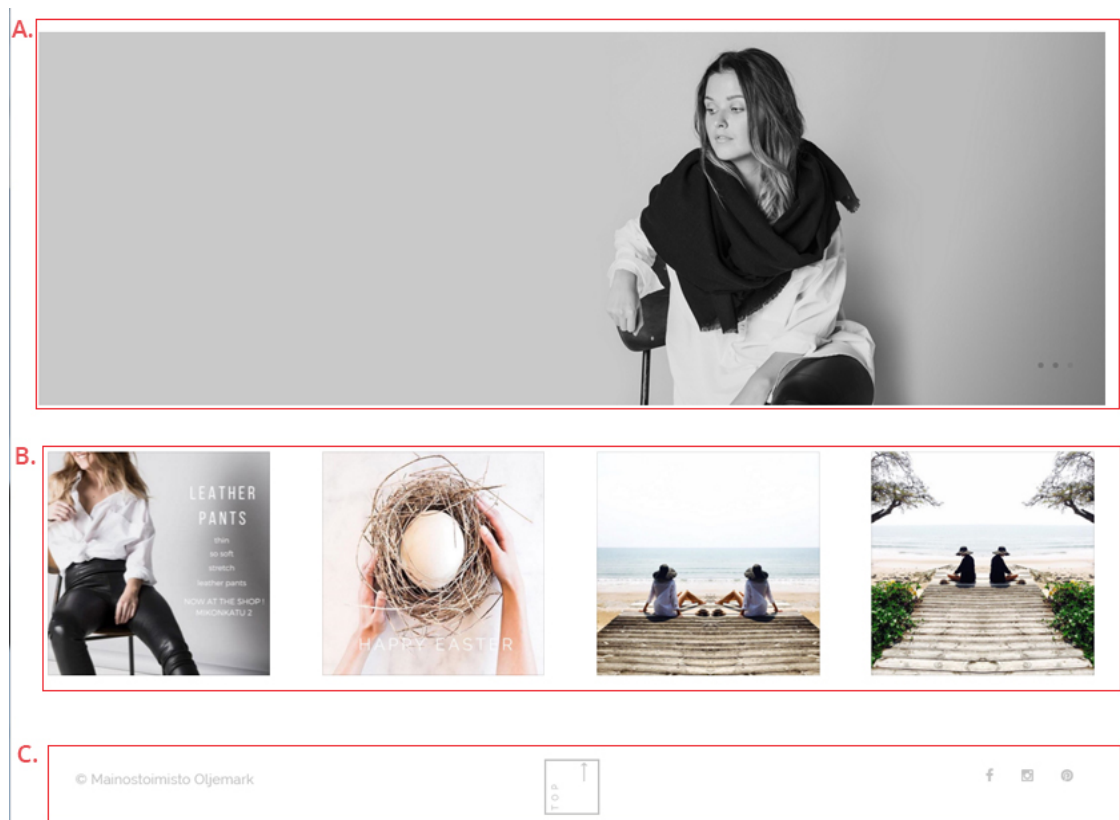 A.
B.
LEATHER
PANTS
thin
so soft
stretch
leather pants
NOW AT THE SHOP !
MIKONKATU 2
HAPPY EASTER
C.
© Mainostoimisto Oljemark
TOP